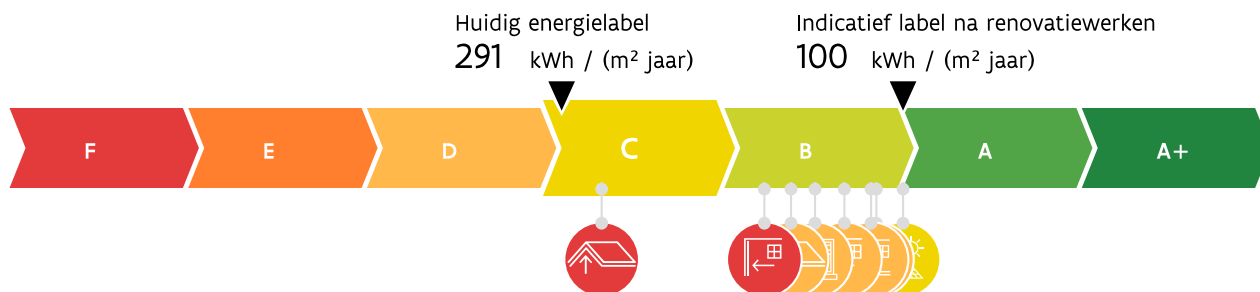 Huidig energielabel
291 kWh / (m² jaar)
Indicatief label na renovatiewerken
100 kWh / (m² jaar)
F E D C B A A+